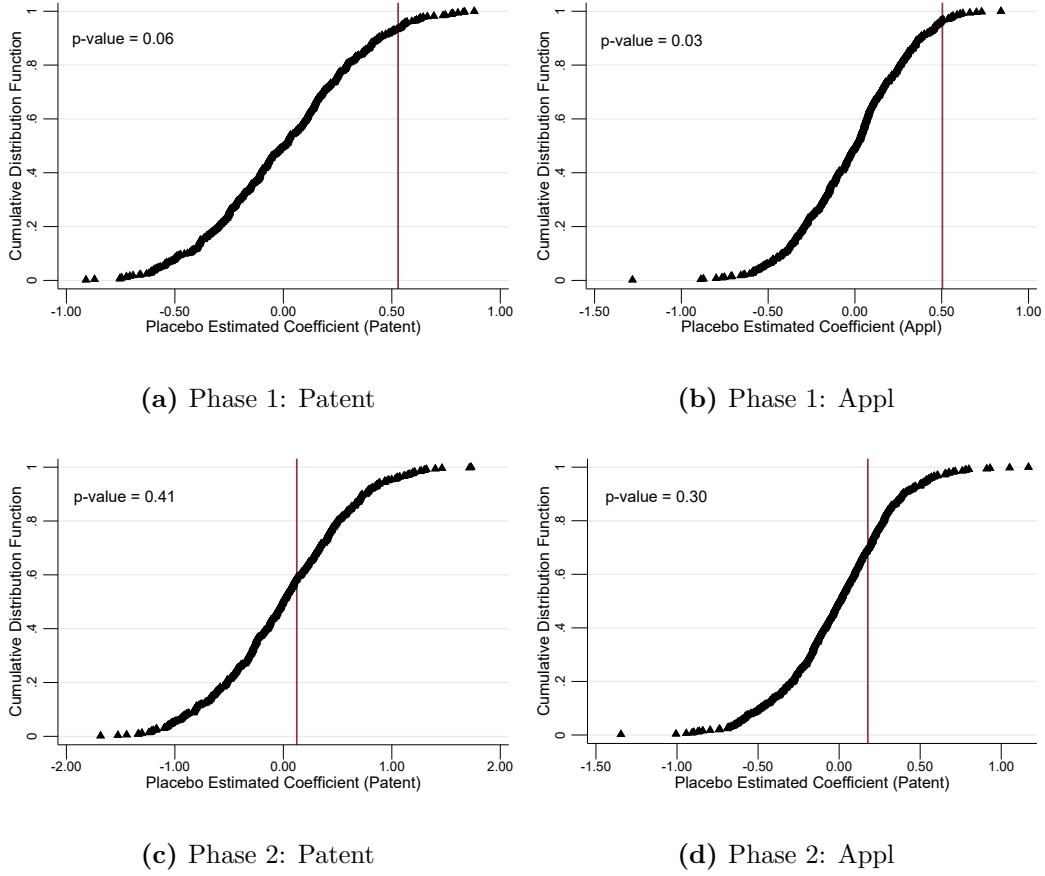 Cumulative Distribution Function
0 .2 .4 .6 .8 1
p-value = 0.06
-1.00 -0.50 0.00 0.50 1.00
Placebo Estimated Coefficient (Patent)
(a) Phase 1: Patent
Cumulative Distribution Function
0 .2 .4 .6 .8 1
p-value = 0.03
-1.50 -1.00 -0.50 0.00 0.50 1.00
Placebo Estimated Coefficient (Appl)
(b) Phase 1: Appl
Cumulative Distribution Function
0 .2 .4 .6 .8 1
p-value = 0.41
-2.00 -1.00 0.00 1.00 2.00
Placebo Estimated Coefficient (Patent)
(c) Phase 2: Patent
Cumulative Distribution Function
0 .2 .4 .6 .8 1
p-value = 0.30
-1.50 -1.00 -0.50 0.00 0.50 1.00
Placebo Estimated Coefficient (Patent)
(d) Phase 2: Appl